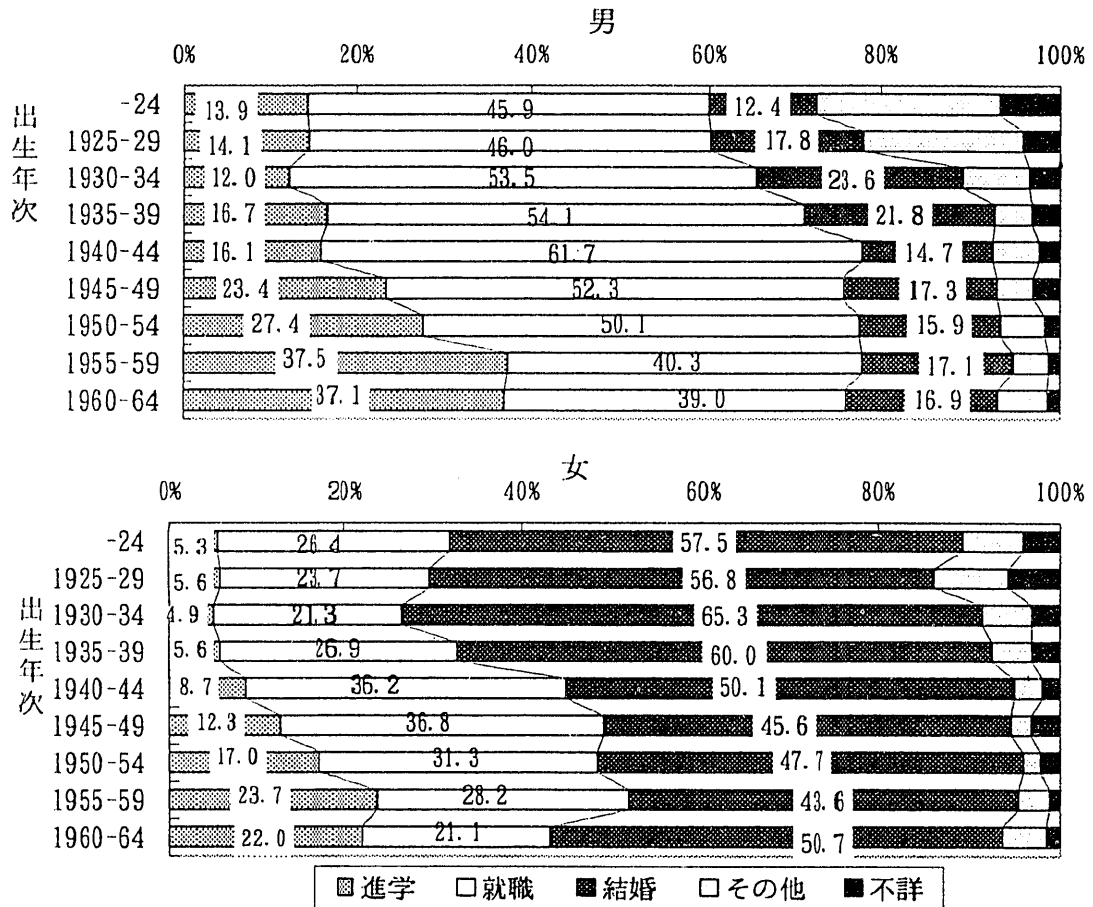 男
0% 20% 40% 60% 80% 100%
出生年次
-24 13.9 45.9 12.4
1925-29 14.1 46.0 17.8
1930-34 12.0 53.5 23.6
1935-39 16.7 54.1 21.8
1940-44 16.1 61.7 14.7
1945-49 23.4 52.3 17.3
1950-54 27.4 50.1 15.9
1955-59 37.5 40.3 17.1
1960-64 37.1 39.0 16.9
女
0% 20% 40% 60% 80% 100%
出生年次
-24 5.3 26.4 57.5
1925-29 5.6 23.7 56.8
1930-34 4.9 21.3 65.3
1935-39 5.6 26.9 60.0
1940-44 8.7 36.2 50.1
1945-49 12.3 36.8 45.6
1950-54 17.0 31.3 47.7
1955-59 23.7 28.2 43.6
1960-64 22.0 21.1 50.7
進学 就職 結婚 その他 不詳